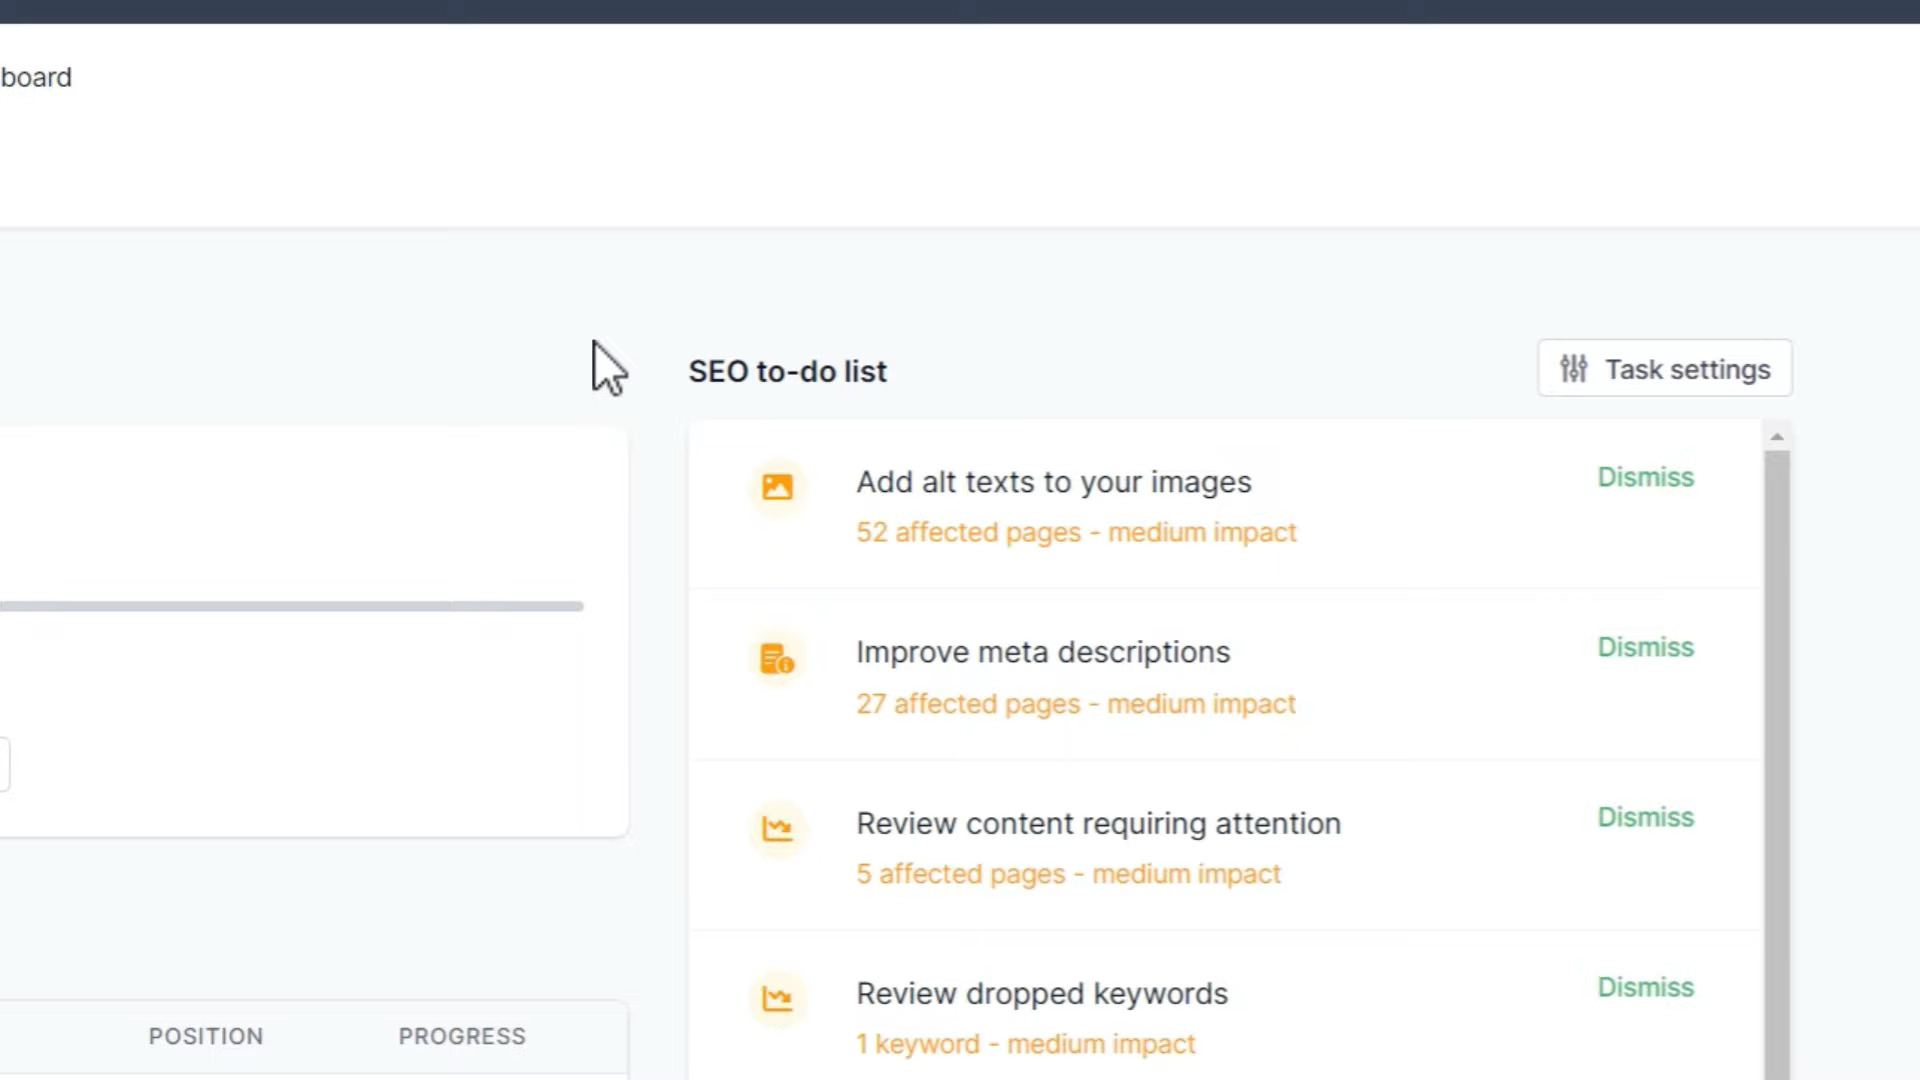 board
SEO to-do list
Task settings
Add alt texts to your images
Dismiss
52 affected pages - medium impact
Improve meta descriptions
Dismiss
27 affected pages - medium impact
Review content requiring attention
Dismiss
5 affected pages - medium impact
Review dropped keywords
Dismiss
1 keyword - medium impact
POSITION
PROGRESS